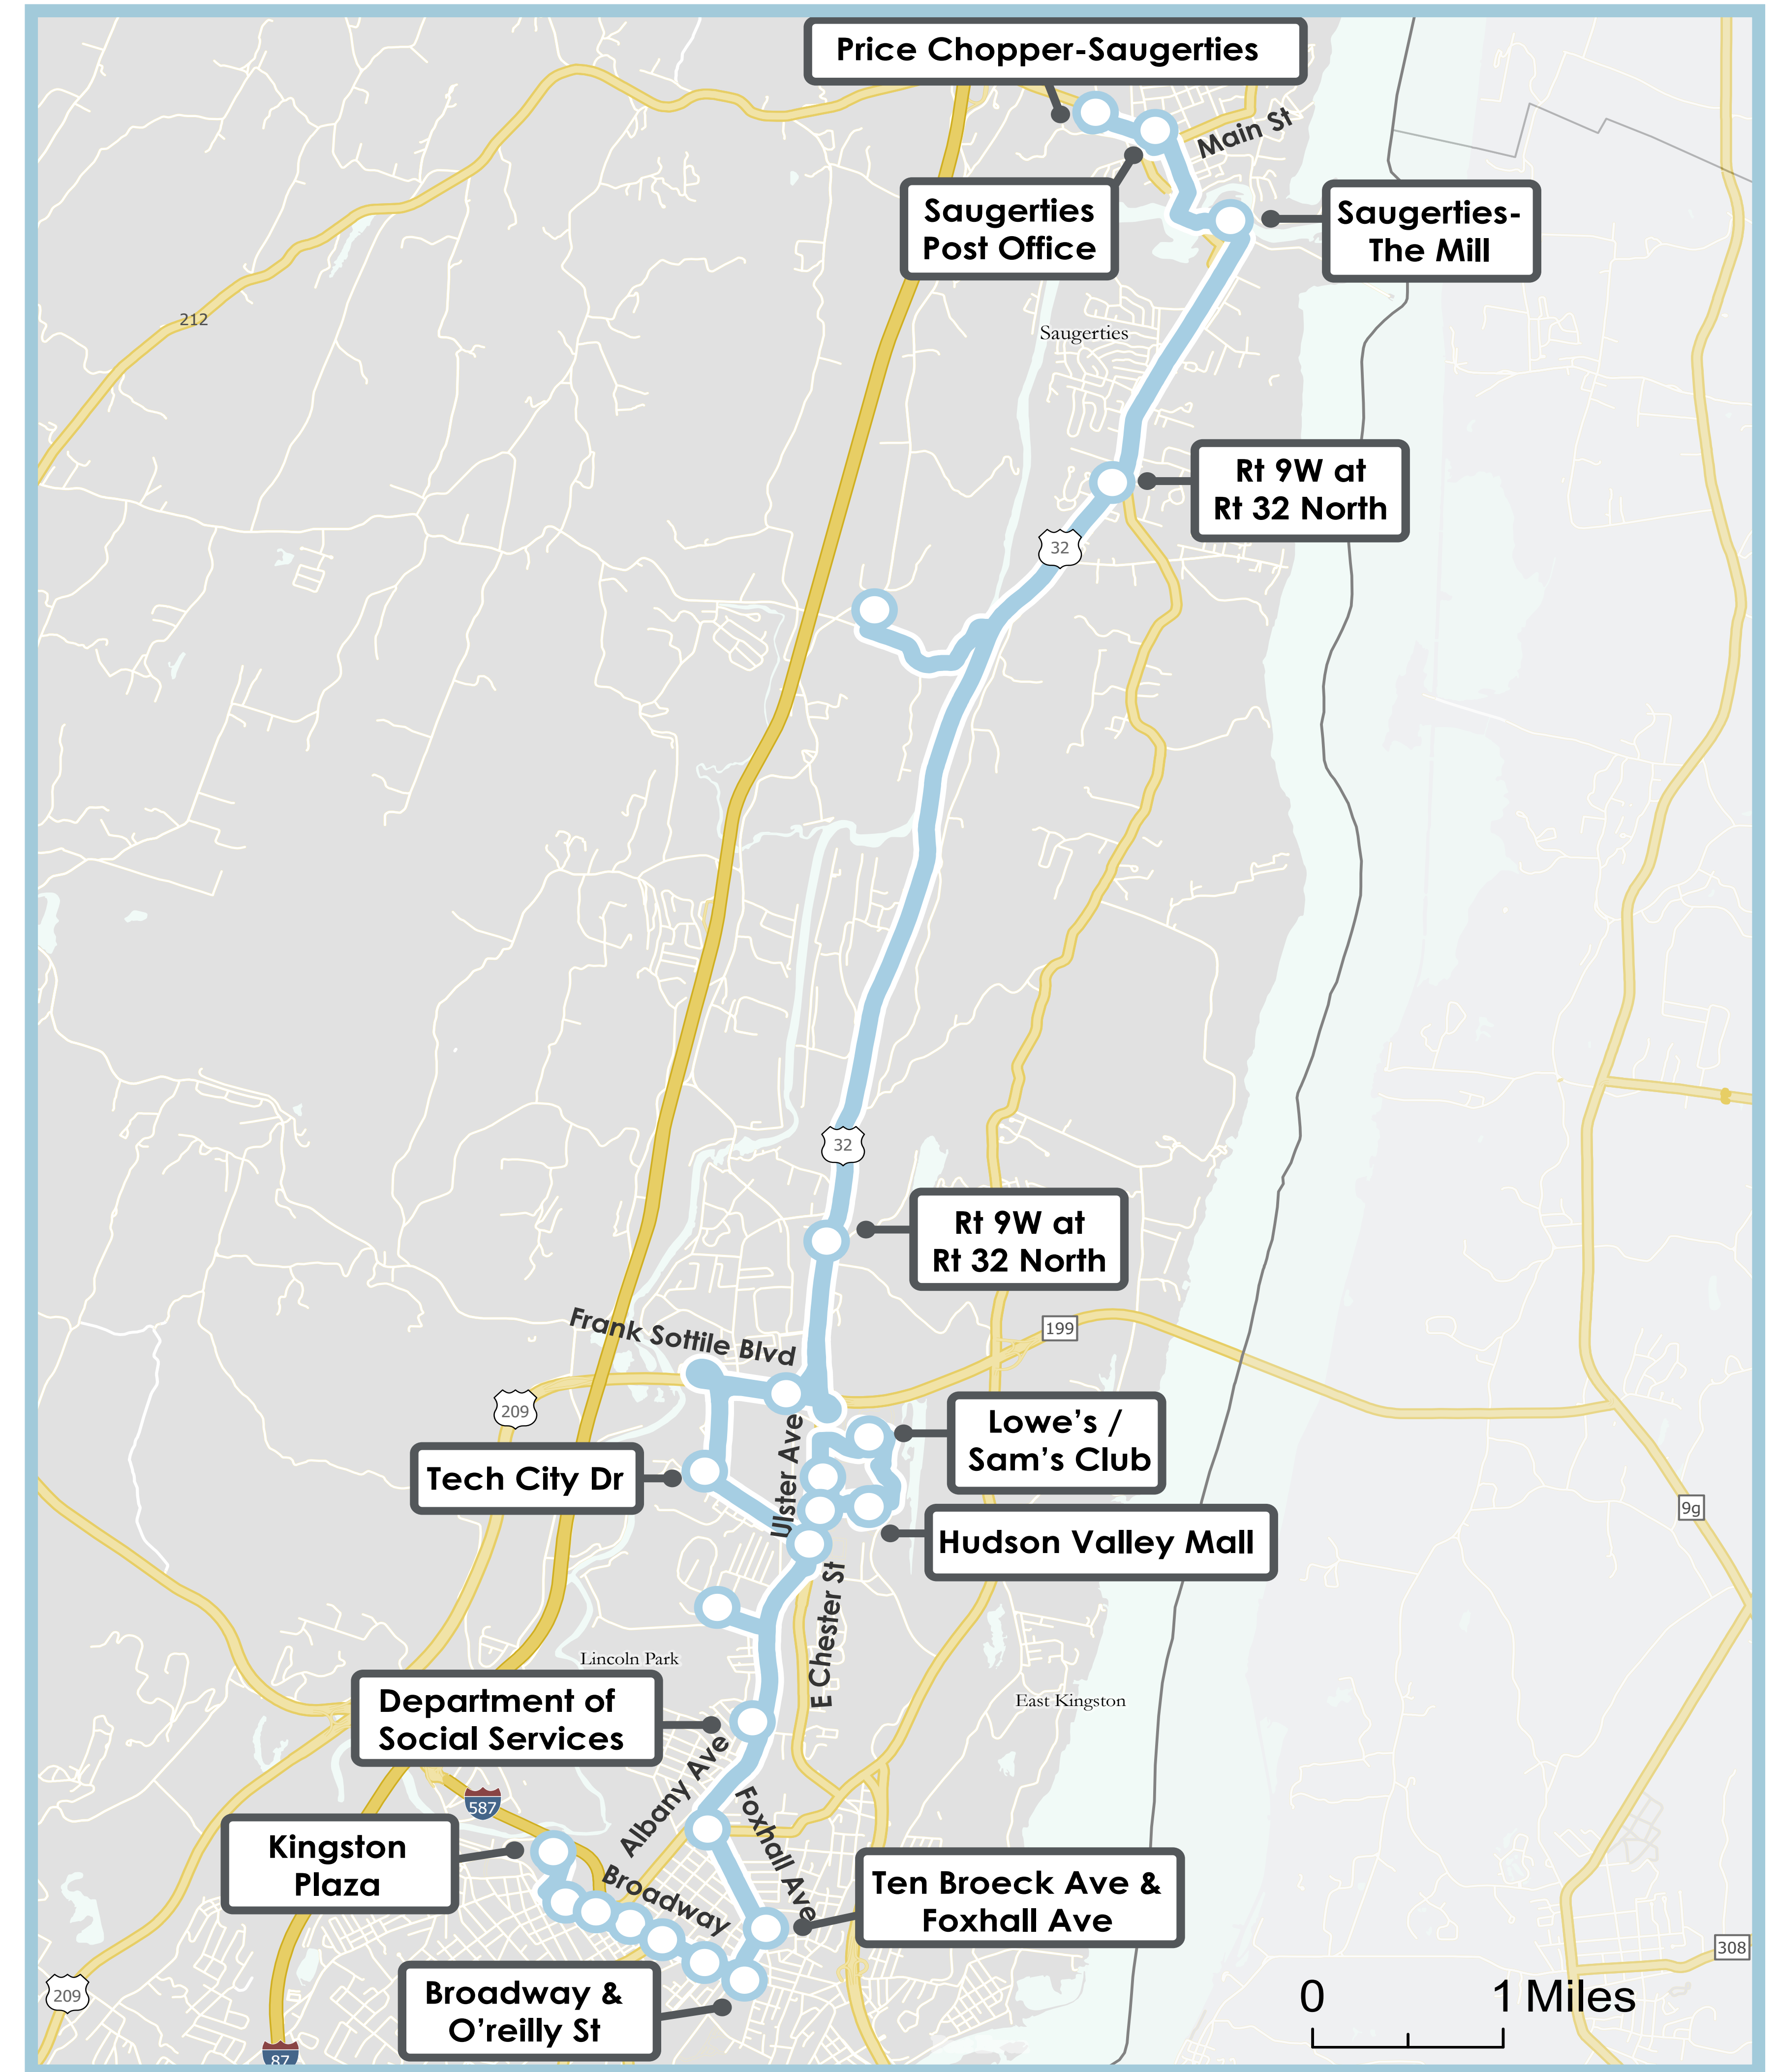 Price Chopper-Saugerties
Main St
Saugerties
Post Office
Saugerties-
The Mill
212
Saugerties
Rt 9W at
Rt 32 North
32
32
Rt 9W at
Rt 32 North
Frank Sottile Blvd
199
209
Lowe's /
Sam's Club
Ulster Ave
Tech City Dr
9g
Hudson Valley Mall
E Chester St
Lincoln Park
East Kingston
Department of
Social Services
Albany Ave
587
Foxhall Ave
Kingston
Plaza
Broadway
Ten Broeck Ave &
Foxhall Ave
308
209
Broadway &
O'reilly St
0 1 Miles
87